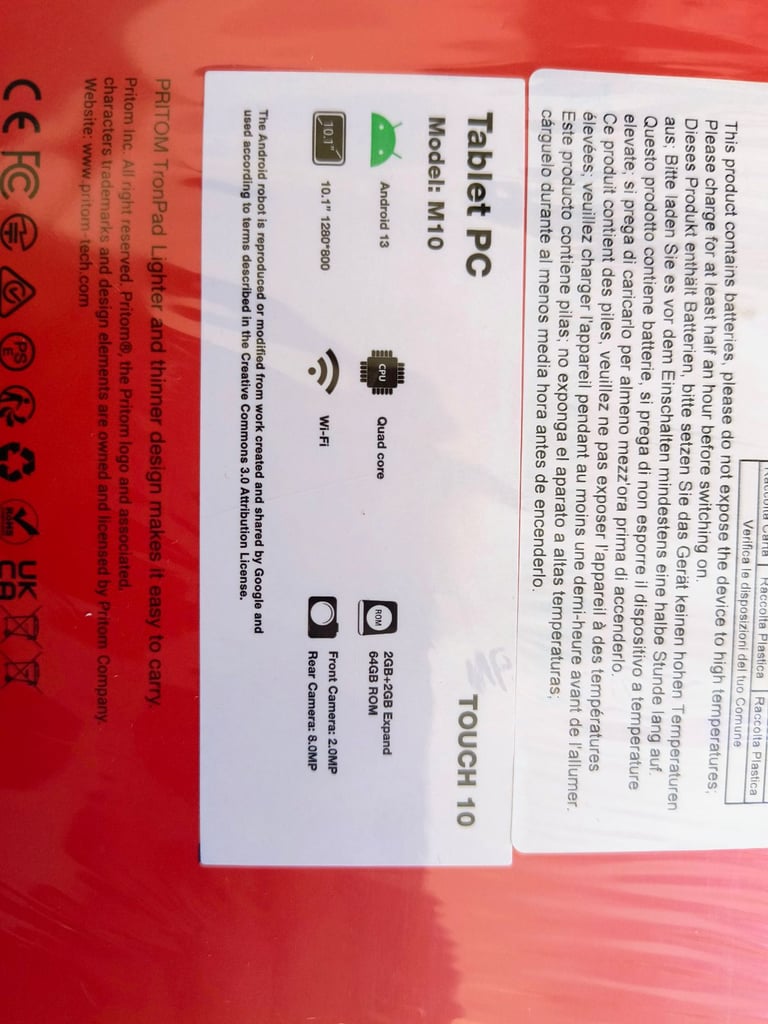 Raccolta Carta Raccolta Plastica Raccolta Plastica
Verifica le disposizioni del tuo Comune
This product contains batteries, please do not expose the device to high temperatures;
Please charge for at least half an hour before switching on.
Dieses Produkt enthält Batterien, bitte setzen Sie das Gerät keinen hohen Temperaturen
aus; Bitte laden Sie es vor dem Einschalten mindestens eine halbe Stunde lang auf.
Questo prodotto contiene batterie, si prega di non esporre il dispositivo a temperature
elevate; si prega di caricarlo per almeno mezz'ora prima di accenderlo.
Ce produit contient des piles, veuillez ne pas exposer l'appareil à des températures
élevées; veuillez charger l'appareil pendant au moins une demi-heure avant de l'allumer.
Este producto contiene pilas; no exponga el aparato a altas temperaturas;
cárguelo durante al menos media hora antes de encenderlo.
Tablet PC
TOUCH 10
Model: M10
Android 13
CPU
Quad core
ROM
2GB+2GB Expand
64GB ROM
10.1"
10.1" 1280*800
Wi-Fi
Front Camera: 2.0MP
Rear Camera: 8.0MP
The Android robot is reproduced or modified from work created and shared by Google and
used according to terms described in the Creative Commons 3.0 Attribution License.
PRITOM TronPad Lighter and thinner design makes it easy to carry
Pritom Inc. All right reserved. Pritom®, the Pritom logo and associated,
characters,trademarks and design elements are owned and licensed by Pritom Company.
Website: www.pritom-tech.com
CE FC PS E ROHS UK CA